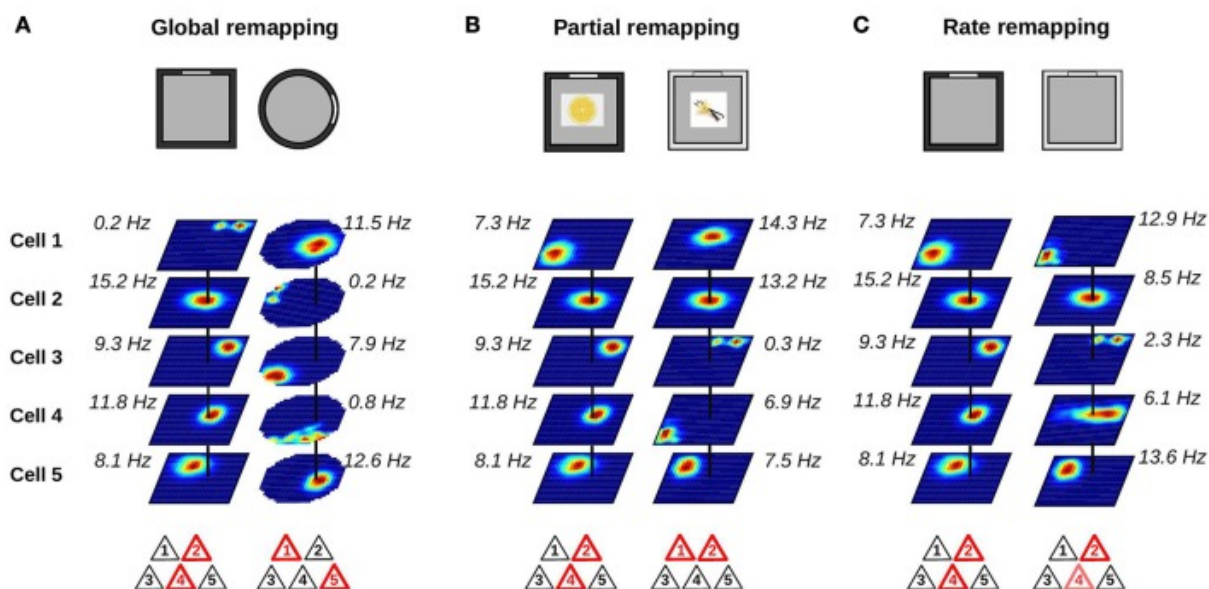 A Global remapping B Partial remapping C Rate remapping
Cell 1 0.2 Hz 11.5 Hz 7.3 Hz 14.3 Hz 7.3 Hz 12.9 Hz
Cell 2 15.2 Hz 0.2 Hz 15.2 Hz 13.2 Hz 15.2 Hz 8.5 Hz
Cell 3 9.3 Hz 7.9 Hz 9.3 Hz 0.3 Hz 9.3 Hz 2.3 Hz
Cell 4 11.8 Hz 0.8 Hz 11.8 Hz 6.9 Hz 11.8 Hz 6.1 Hz
Cell 5 8.1 Hz 12.6 Hz 8.1 Hz 7.5 Hz 8.1 Hz 13.6 Hz
1 2 1 2 1 2 1 2 1 2 1 2
3 4 5 3 4 5 3 4 5 3 4 5 3 4 5 3 4 5